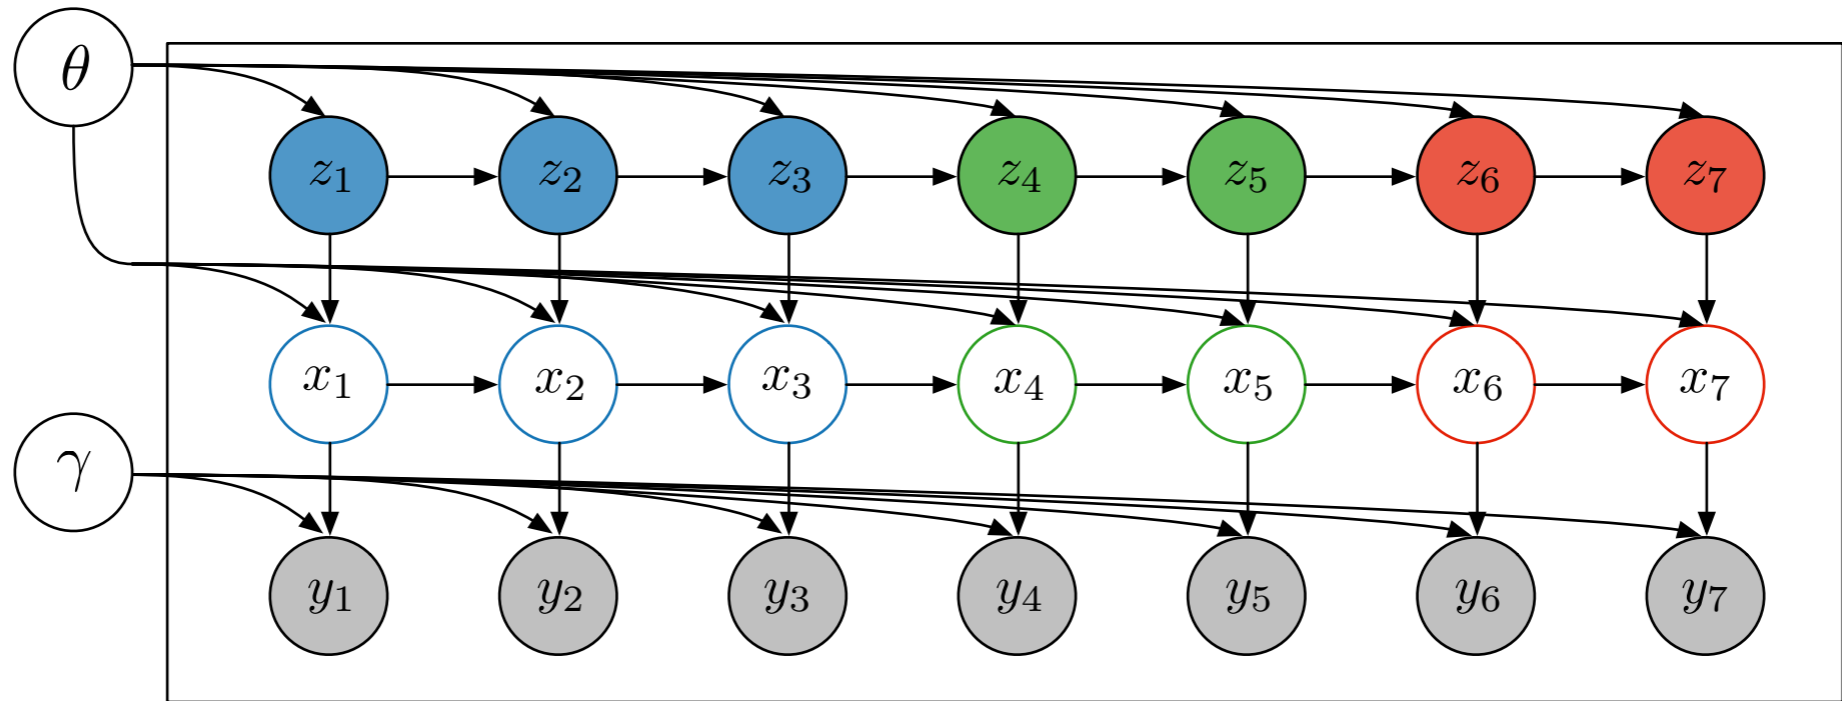 θ
z₁ z₂ z₃ z₄ z₅ z₆ z₇
x₁ x₂ x₃ x₄ x₅ x₆ x₇
γ
y₁ y₂ y₃ y₄ y₅ y₆ y₇